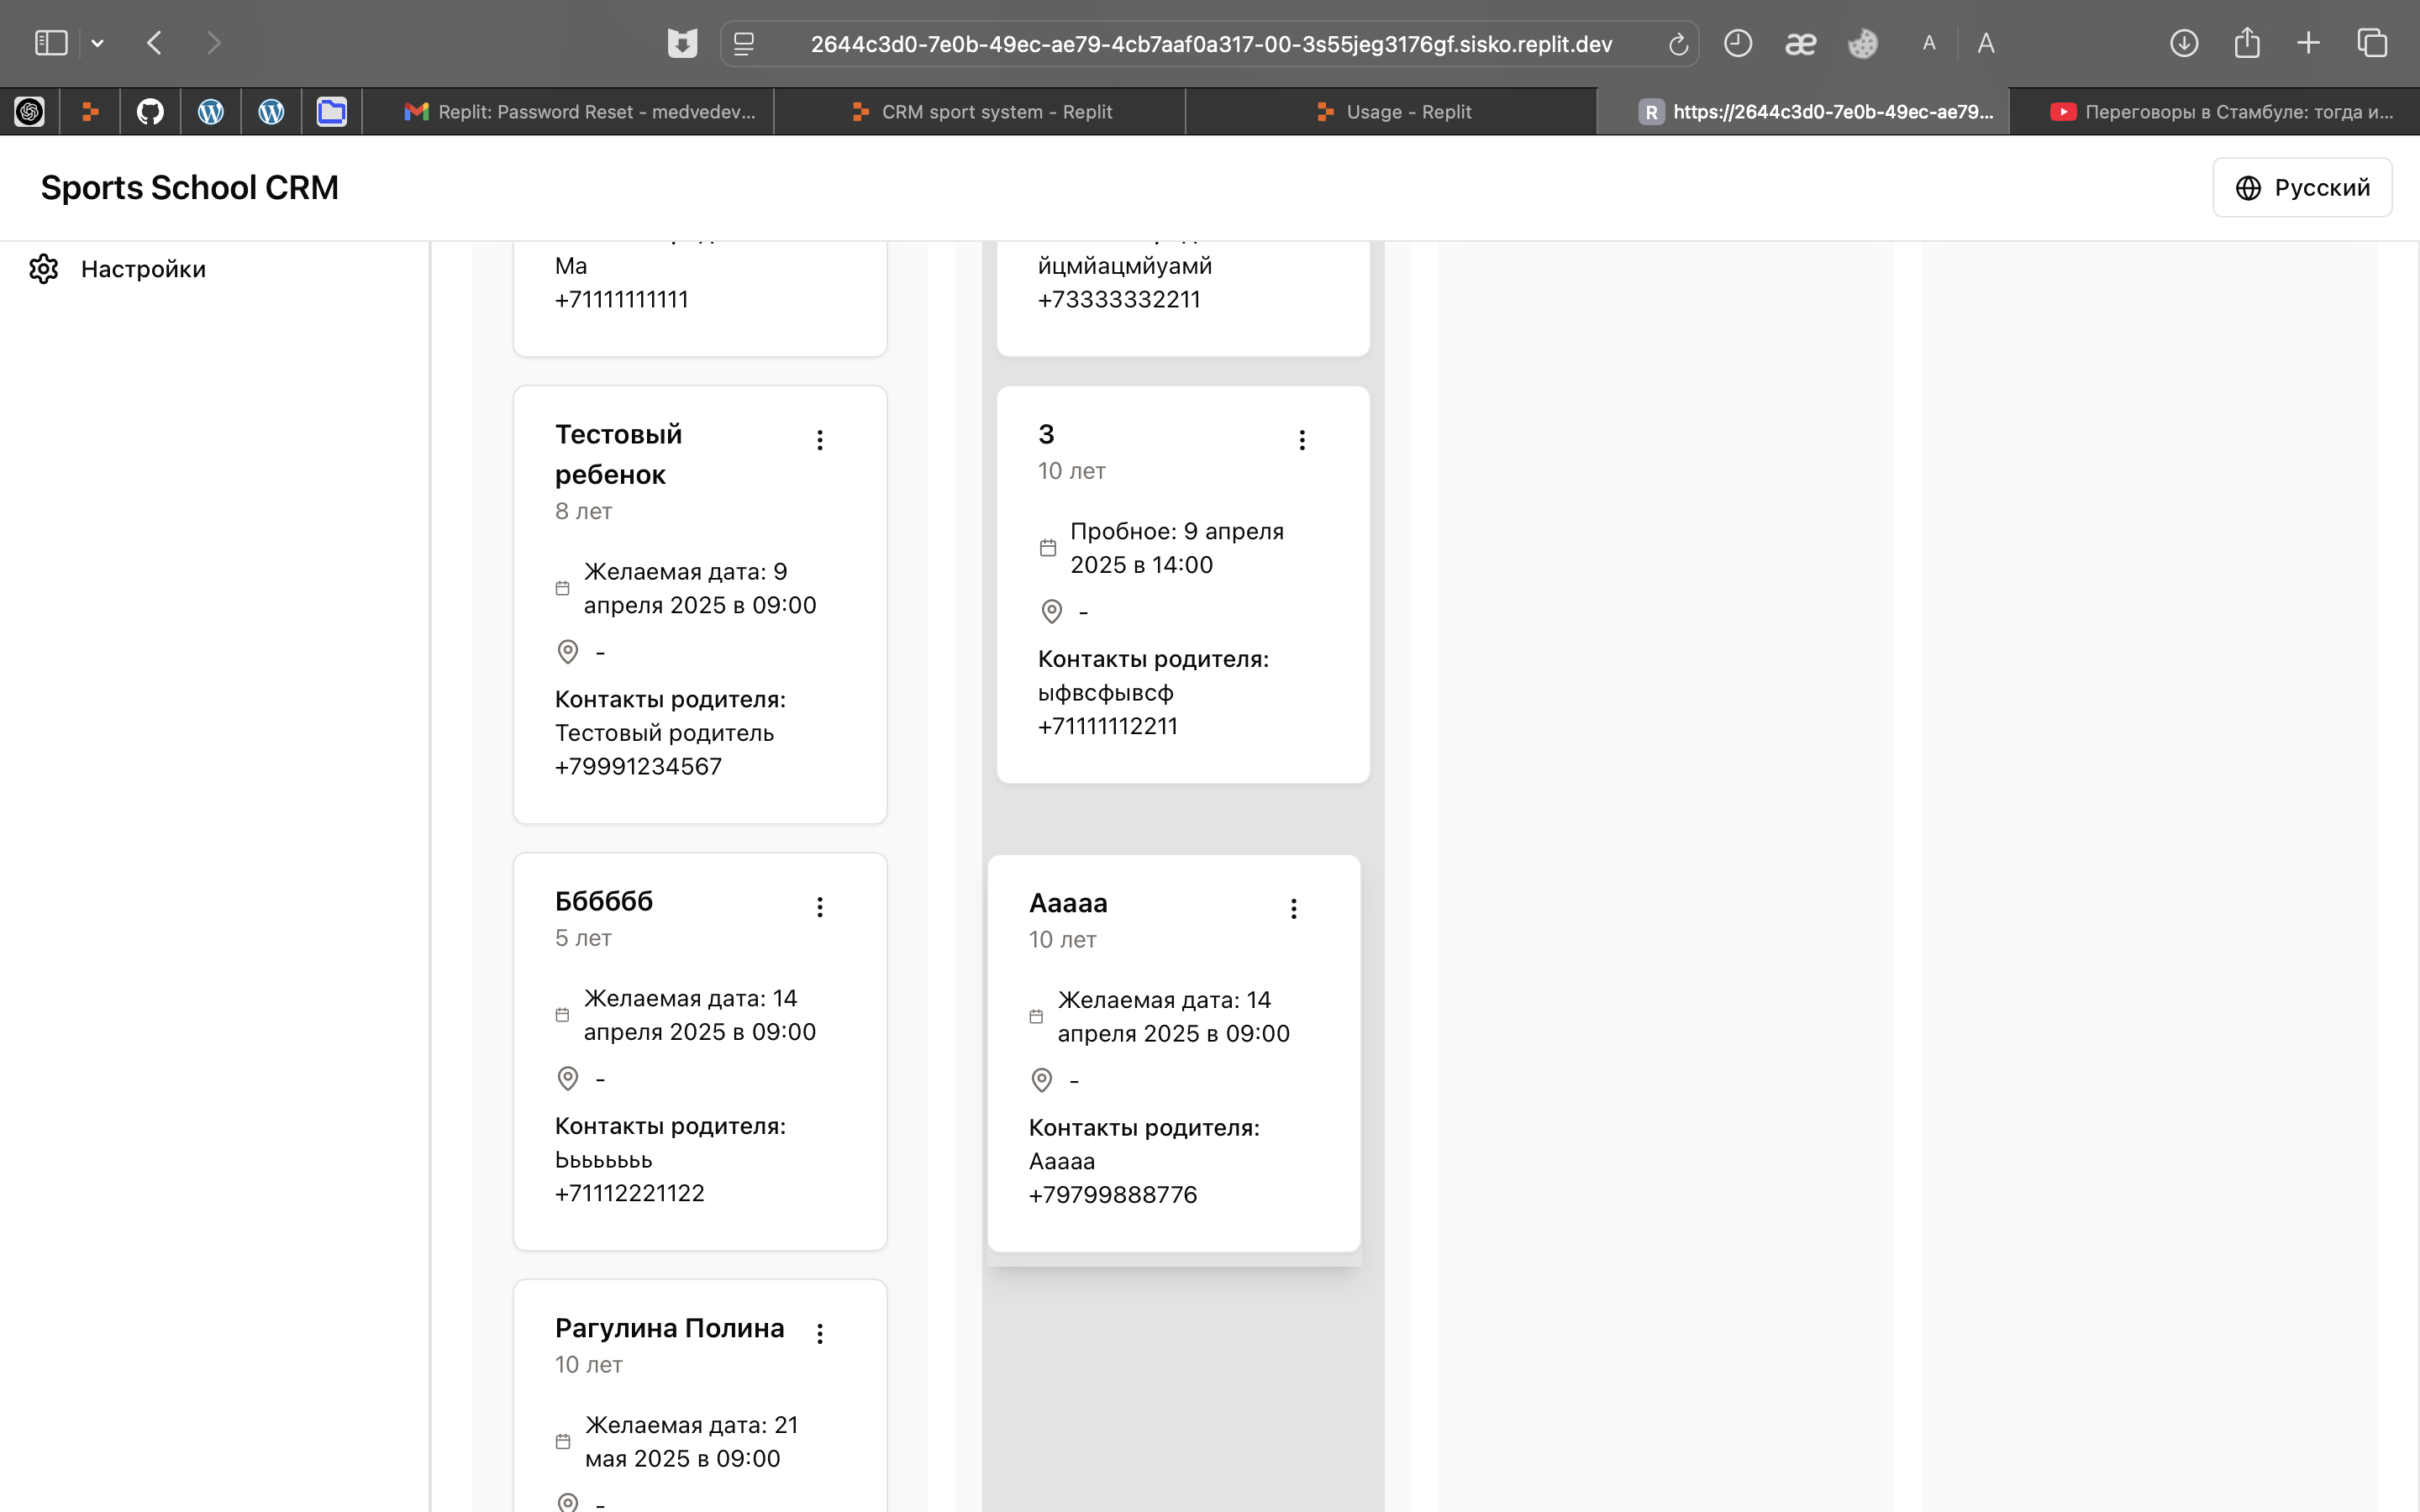 2644c3d0-7e0b-49ec-ae79-4cb7aaf0a317-00-3s55jeg3176gf.sisko.replit.dev
æ
A
A
Replit: Password Reset - medvedev...
CRM sport system - Replit
Usage - Replit
R
https://2644c3d0-7e0b-49ec-ae79...
Переговоры в Стамбуле: тогда и...
Sports School CRM
Русский
Настройки
Ма
+71111111111
Тестовый
ребенок
8 лет
Желаемая дата: 9
апреля 2025 в 09:00
-
Контакты родителя:
Тестовый родитель
+79991234567
Бббббб
5 лет
Желаемая дата: 14
апреля 2025 в 09:00
-
Контакты родителя:
Ььььььь
+71112221122
Рагулина Полина
10 лет
Желаемая дата: 21
мая 2025 в 09:00
-
йцмйацмйуамй
+73333332211
3
10 лет
Пробное: 9 апреля
2025 в 14:00
-
Контакты родителя:
ыфвсфывсф
+71111112211
Ааааа
10 лет
Желаемая дата: 14
апреля 2025 в 09:00
-
Контакты родителя:
Ааааа
+79799888776